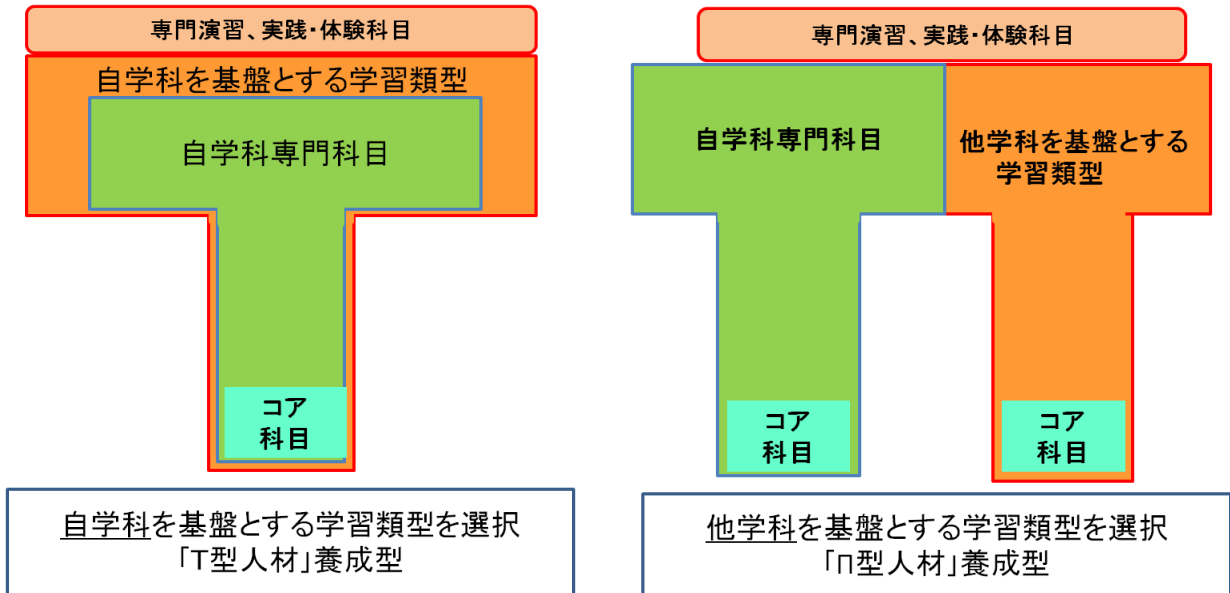 専門演習、実践・体験科目
自学科を基盤とする学習類型
自学科専門科目
コア
科目
自学科を基盤とする学習類型を選択
「T型人材」養成型
専門演習、実践・体験科目
自学科専門科目
他学科を基盤とする
学習類型
コア
科目
コア
科目
他学科を基盤とする学習類型を選択
「Π型人材」養成型